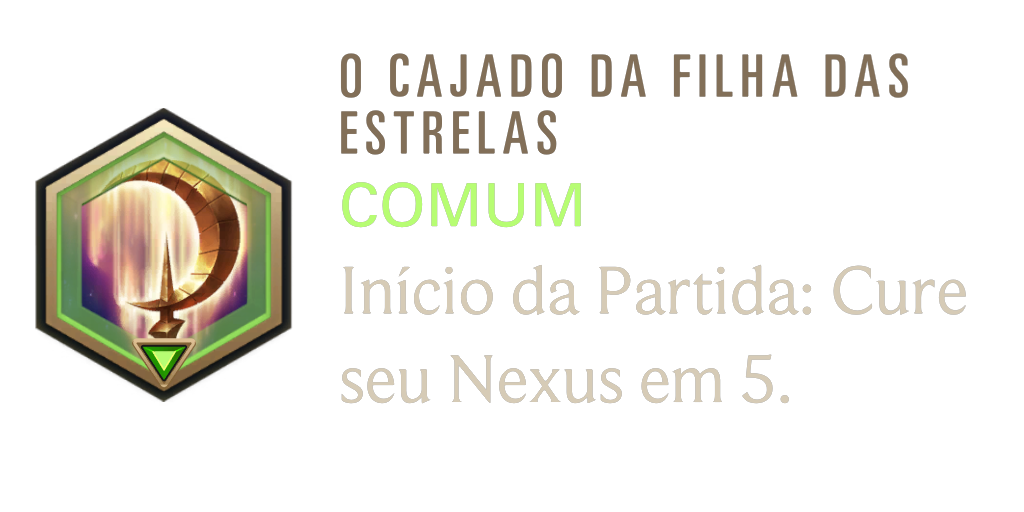 O CAJADO DA FILHA DAS
ESTRELAS
COMUM
Início da Partida: Cure
seu Nexus em 5.